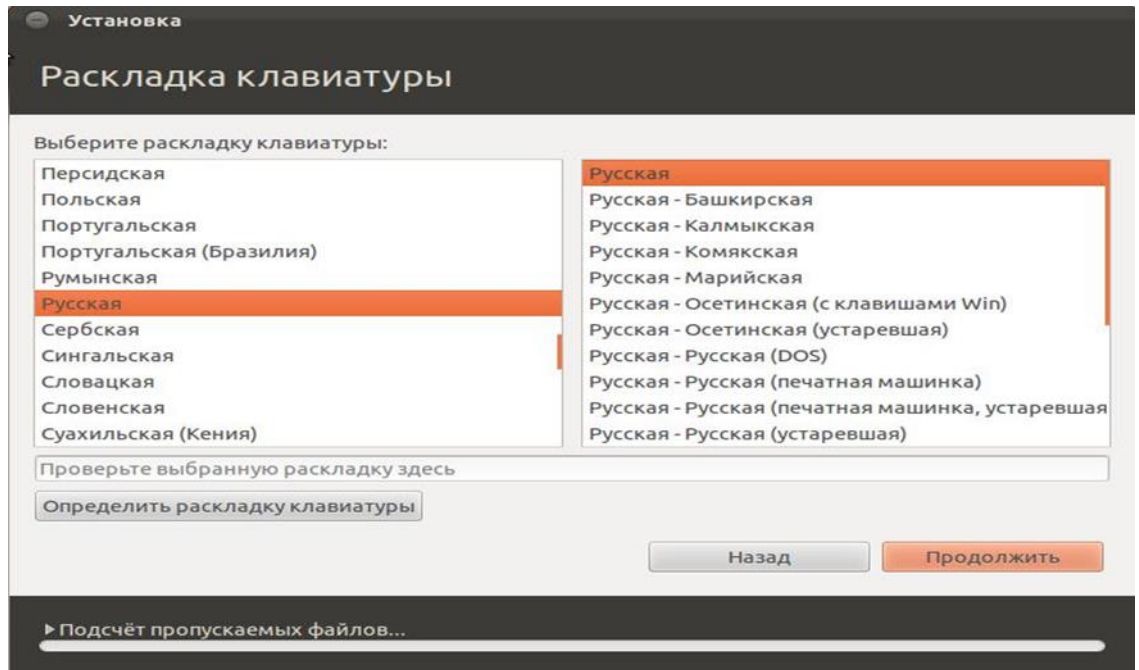 Установка
Раскладка клавиатуры
Выберите раскладку клавиатуры:
Персидская
Польская
Португальская
Португальская (Бразилия)
Румынская
Русская
Сербская
Сингальская
Словацкая
Словенская
Суахильская (Кения)
Русская
Русская - Башкирская
Русская - Калмыкская
Русская - Комякская
Русская - Марийская
Русская - Осетинская (с клавишами Win)
Русская - Осетинская (устаревшая)
Русская - Русская (DOS)
Русская - Русская (печатная машинка)
Русская - Русская (печатная машинка, устаревшая
Русская - Русская (устаревшая)
Проверьте выбранную раскладку здесь
Определить раскладку клавиатуры
Назад
Продолжить
Подсчёт пропускаемых файлов...